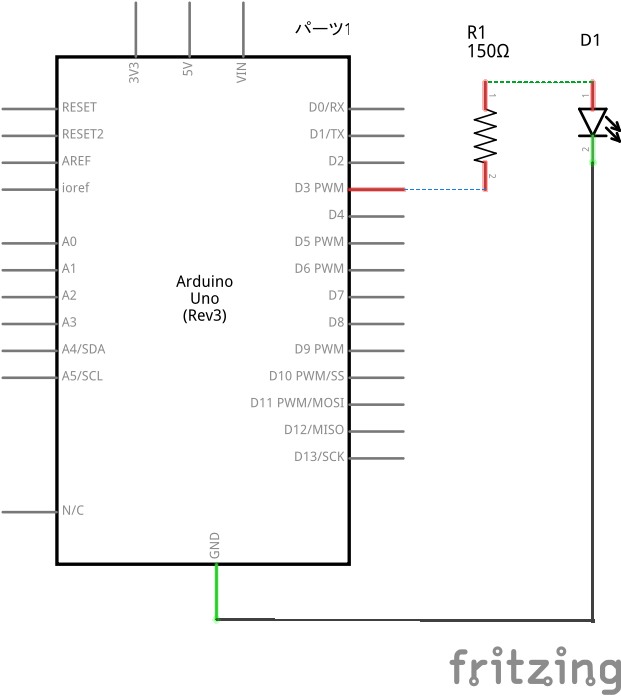 パーツ1
3V3
5V
VIN
RESET
RESET2
AREF
ioref
A0
A1
A2
A3
A4/SDA
A5/SCL
N/C
Arduino
Uno
(Rev3)
D0/RX
D1/TX
D2
D3 PWM
D4
D5 PWM
D6 PWM
D7
D8
D9 PWM
D10 PWM/SS
D11 PWM/MOSI
D12/MISO
D13/SCK
GND
R1
150Ω
1
2
D1
1
2
fritzing